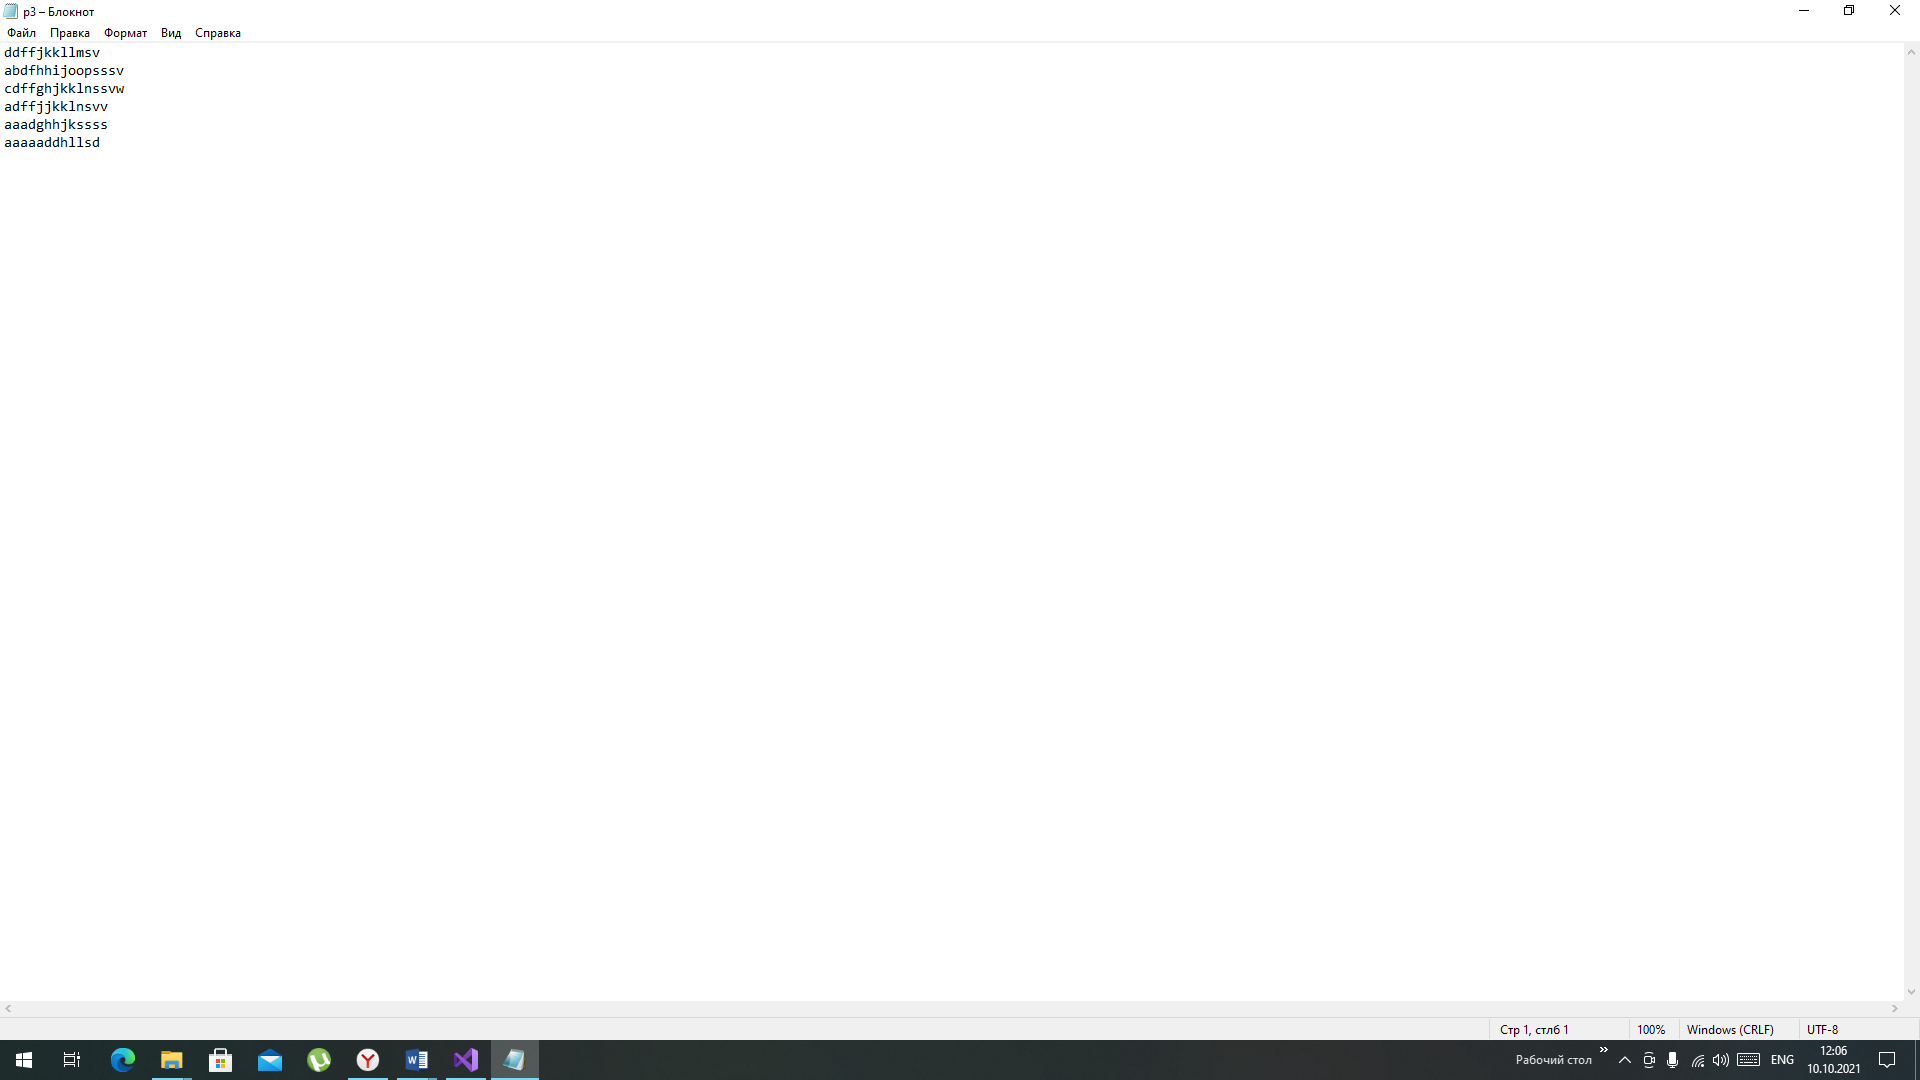 p3 – Блокнот
Файл Правка Формат Вид Справка
ddffjkkllmsv
abdfhhijoopsssv
cdffghjkklnssvw
adffjjkklnsvv
aaadghhjkssss
aaaaaddhllsd
Стр 1, стлб 1 100% Windows (CRLF) UTF-8
Рабочий стол » ENG 12:06
10.10.2021